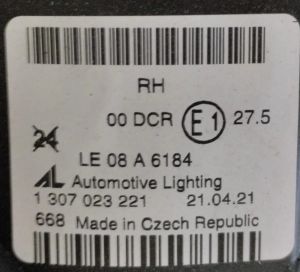 RH
00 DCR E1 27.5
24
LE 08 A 6184
AL Automotive Lighting
1 307 023 221 21.04.21
668 Made in Czech Republic